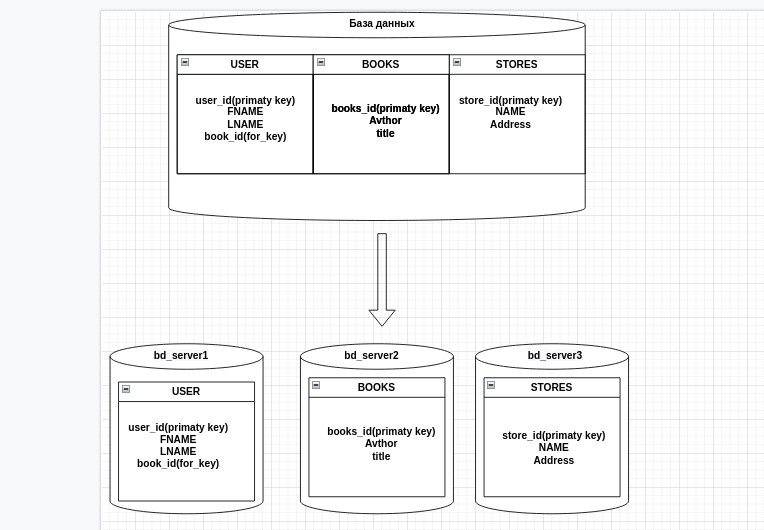 База данных
USER
BOOKS
STORES
user_id(primaty key)
FNAME
LNAME
book_id(for_key)
books_id(primaty key)
Avthor
title
store_id(primaty key)
NAME
Address
bd_server1
bd_server2
bd_server3
USER
user_id(primaty key)
FNAME
LNAME
book_id(for_key)
BOOKS
books_id(primaty key)
Avthor
title
STORES
store_id(primaty key)
NAME
Address